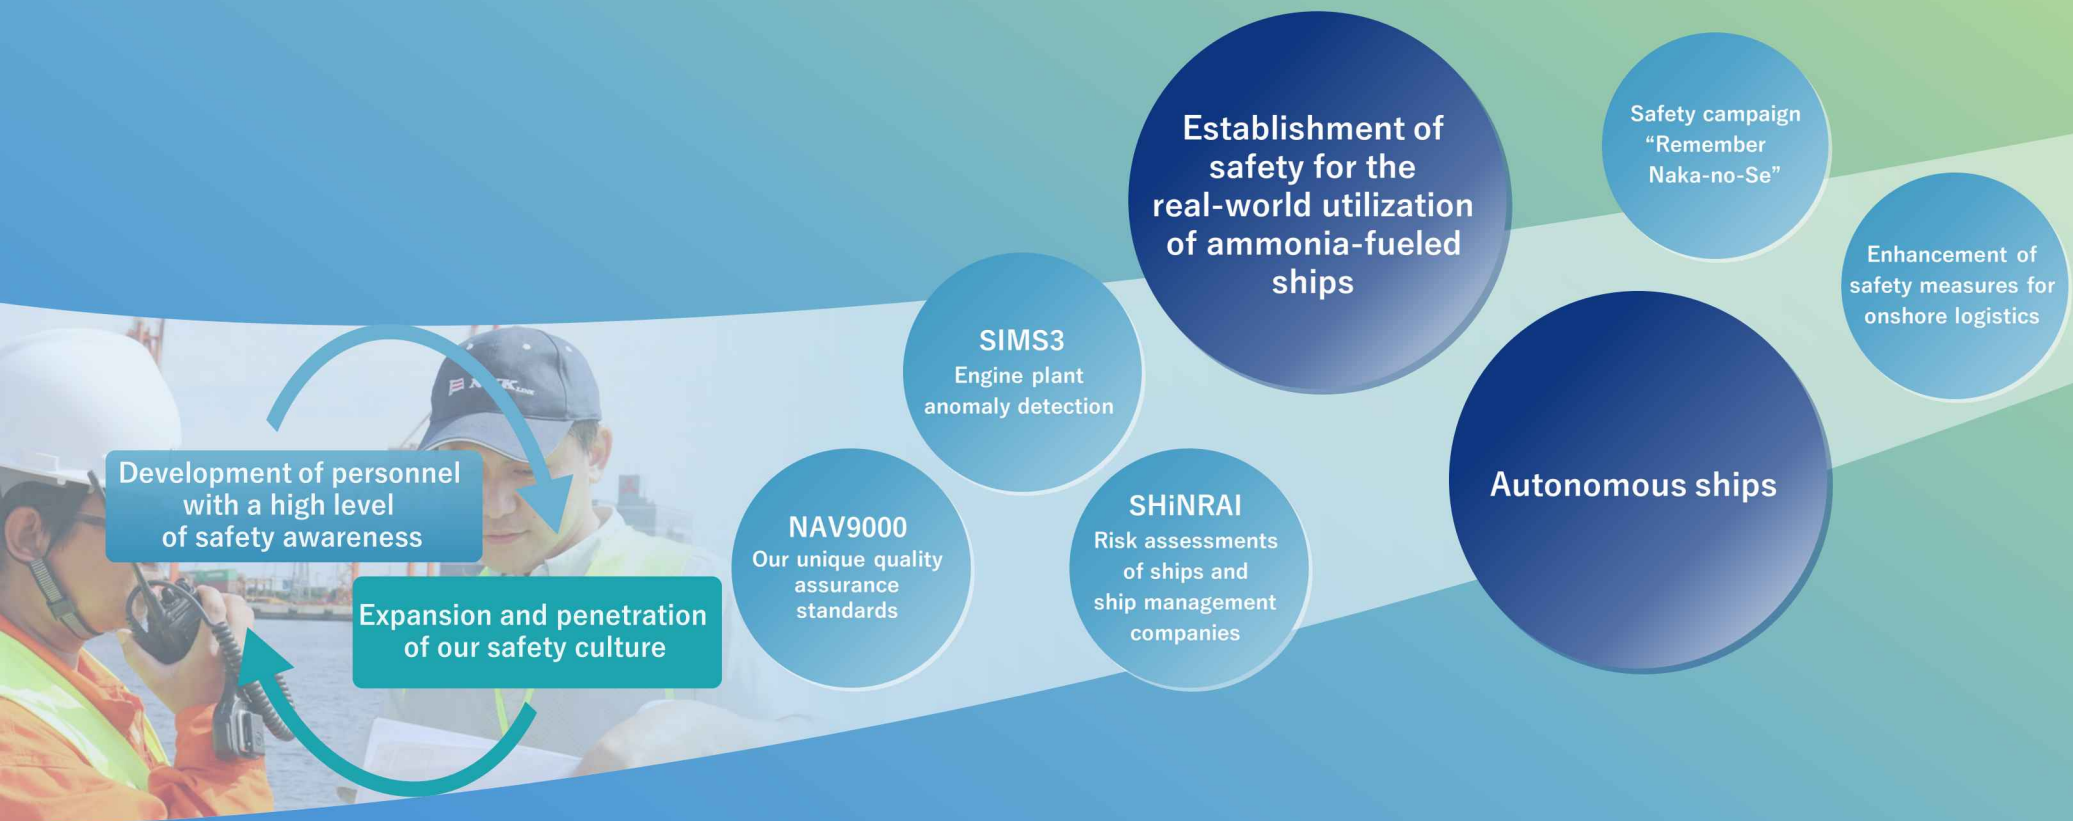 Development of personnel
with a high level
of safety awareness
Expansion and penetration
of our safety culture
NYK LINE
NAV9000
Our unique quality
assurance
standards
SIMS3
Engine plant
anomaly detection
SHiNRAI
Risk assessments
of ships and
ship management
companies
Establishment of
safety for the
real-world utilization
of ammonia-fueled
ships
Autonomous ships
Safety campaign
“Remember
Naka-no-Se”
Enhancement of
safety measures for
onshore logistics